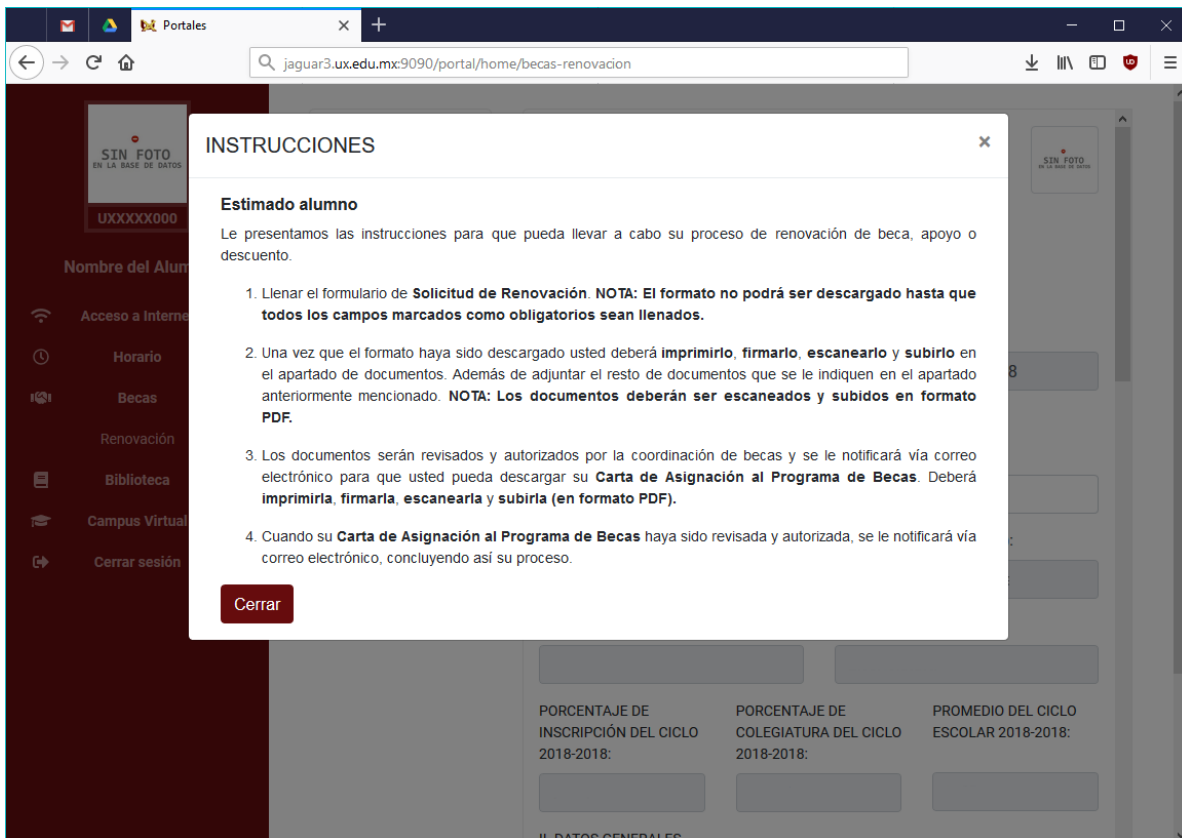 Portales
jaguar3.ux.edu.mx:9090/portal/home/becas-renovacion
SIN FOTO
EN LA BASE DE DATOS
UXXXXX000
Nombre del Alum
Acceso a Interne
Horario
Becas
Renovación
Biblioteca
Campus Virtual
Cerrar sesión
SIN FOTO
EN LA BASE DE DATOS
INSTRUCCIONES
×
Estimado alumno
Le presentamos las instrucciones para que pueda llevar a cabo su proceso de renovación de beca, apoyo o
descuento.
1. Llenar el formulario de Solicitud de Renovación. NOTA: El formato no podrá ser descargado hasta que
todos los campos marcados como obligatorios sean llenados.
2. Una vez que el formato haya sido descargado usted deberá imprimirlo, firmarlo, escanearlo y subirlo en
el apartado de documentos. Además de adjuntar el resto de documentos que se le indiquen en el apartado
anteriormente mencionado. NOTA: Los documentos deberán ser escaneados y subidos en formato
PDF.
3. Los documentos serán revisados y autorizados por la coordinación de becas y se le notificará vía correo
electrónico para que usted pueda descargar su Carta de Asignación al Programa de Becas. Deberá
imprimirla, firmarla, escanearla y subirla (en formato PDF).
4. Cuando su Carta de Asignación al Programa de Becas haya sido revisada y autorizada, se le notificará vía
correo electrónico, concluyendo así su proceso.
Cerrar
8
PORCENTAJE DE
INSCRIPCIÓN DEL CICLO
2018-2018:
PORCENTAJE DE
COLEGIATURA DEL CICLO
2018-2018:
PROMEDIO DEL CICLO
ESCOLAR 2018-2018:
II. DATOS GENERALES